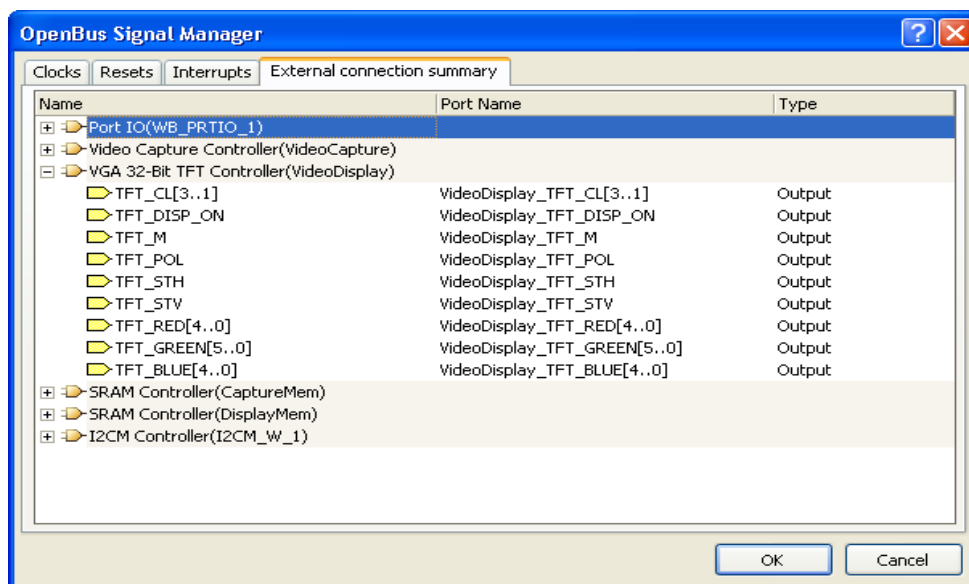 OpenBus Signal Manager
Clocks Resets Interrupts External connection summary
Name Port Name Type
Port IO(WB_PRTIO_1)
Video Capture Controller(VideoCapture)
VGA 32-Bit TFT Controller(VideoDisplay)
TFT_CL[3..1] VideoDisplay_TFT_CL[3..1] Output
TFT_DISP_ON VideoDisplay_TFT_DISP_ON Output
TFT_M VideoDisplay_TFT_M Output
TFT_POL VideoDisplay_TFT_POL Output
TFT_STH VideoDisplay_TFT_STH Output
TFT_STV VideoDisplay_TFT_STV Output
TFT_RED[4..0] VideoDisplay_TFT_RED[4..0] Output
TFT_GREEN[5..0] VideoDisplay_TFT_GREEN[5..0] Output
TFT_BLUE[4..0] VideoDisplay_TFT_BLUE[4..0] Output
SRAM Controller(CaptureMem)
SRAM Controller(DisplayMem)
I2CM Controller(I2CM_W_1)
OK Cancel